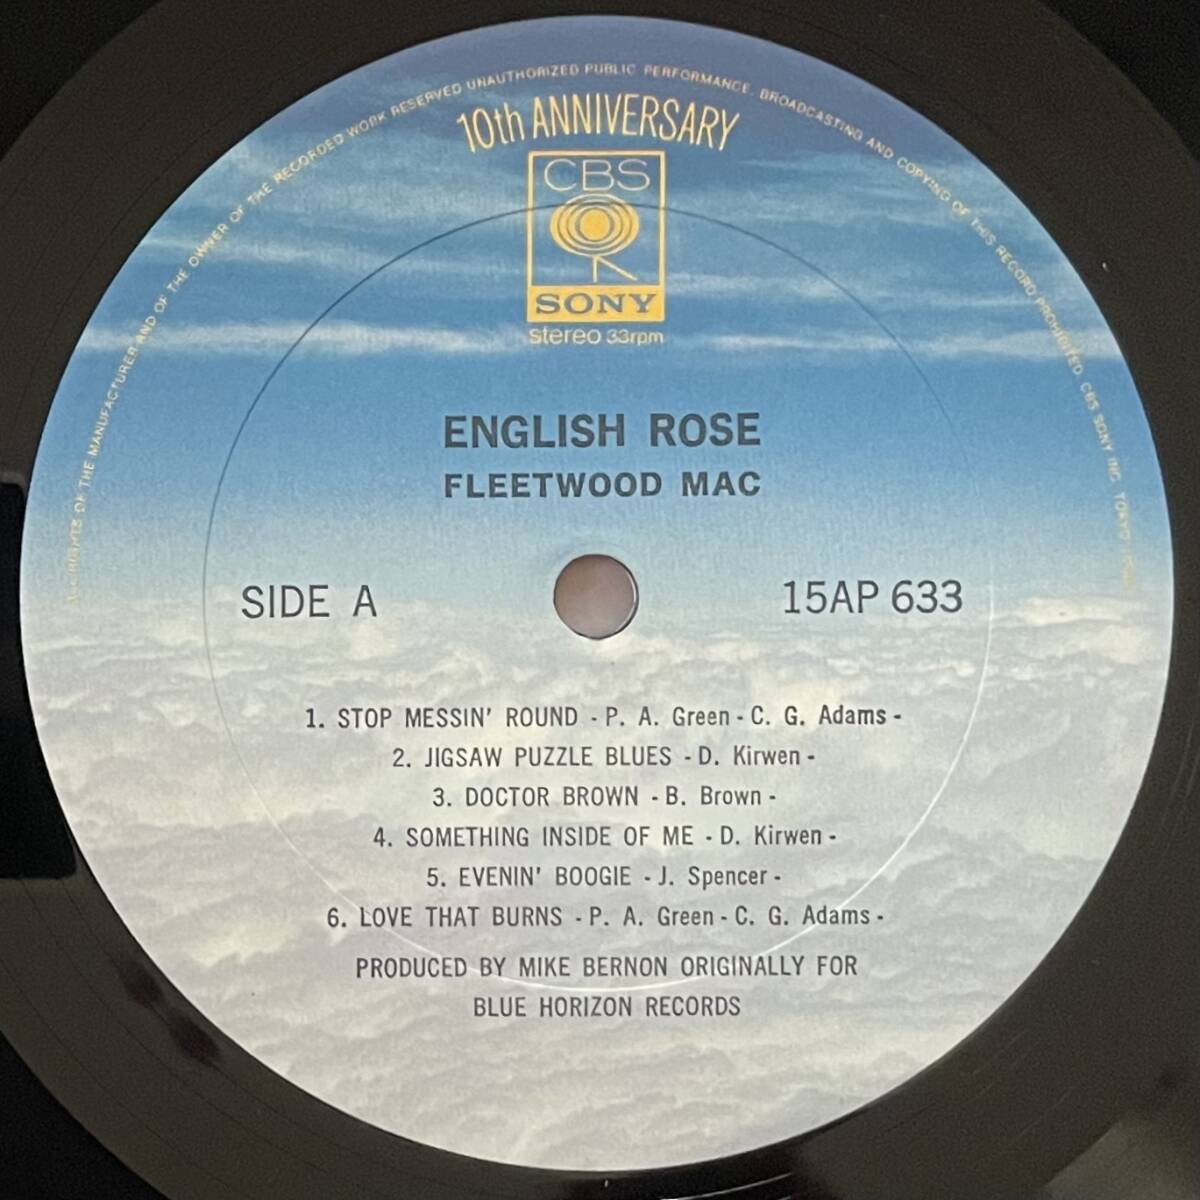 ALL RIGHTS OF THE MANUFACTURER AND OF THE OWNER OF THE RECORDED WORK RESERVED UNAUTHORIZED PUBLIC PERFORMANCE. BROADCASTING AND COPYING OF THIS RECORD PROHIBITED. CBS SONY INC. TOKYO
10th ANNIVERSARY
CBS
SONY
stereo 33rpm
ENGLISH ROSE
FLEETWOOD MAC
SIDE A
15AP 633
1. STOP MESSIN' ROUND - P. A. Green - C. G. Adams -
2. JIGSAW PUZZLE BLUES - D. Kirwen -
3. DOCTOR BROWN - B. Brown -
4. SOMETHING INSIDE OF ME - D. Kirwen -
5. EVENIN' BOOGIE - J. Spencer -
6. LOVE THAT BURNS - P. A. Green - C. G. Adams -
PRODUCED BY MIKE BERNON ORIGINALLY FOR
BLUE HORIZON RECORDS